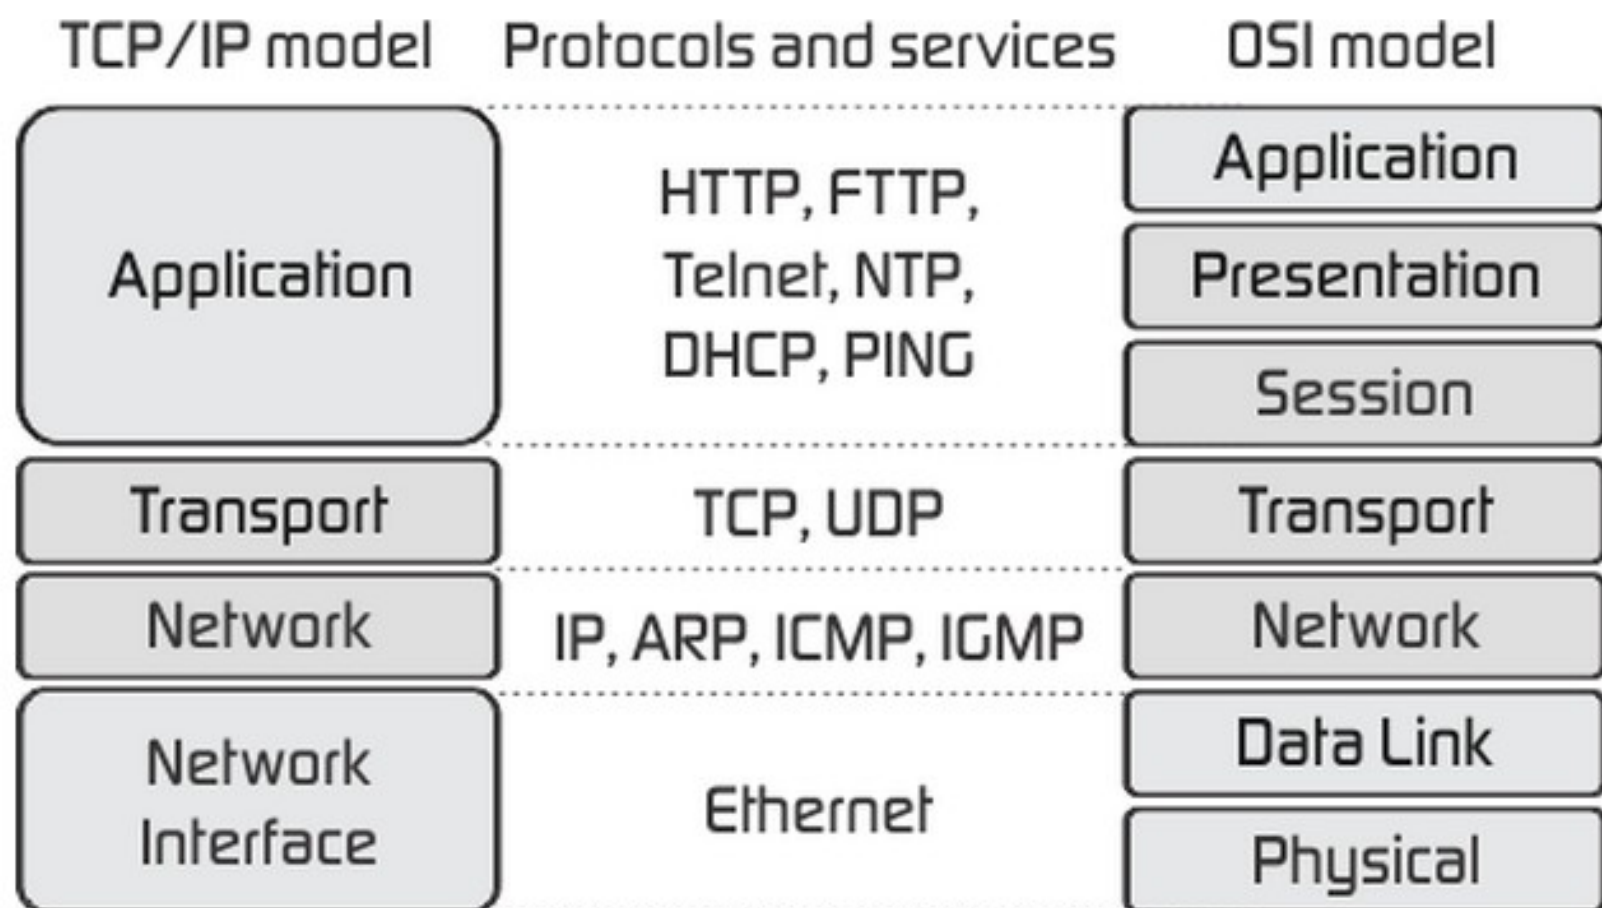 TCP/IP model
Protocols and services
OSI model
Application
HTTP, FTTP,
Telnet, NTP,
DHCP, PING
Application
Presentation
Session
Transport
TCP, UDP
Transport
Network
IP, ARP, ICMP, IGMP
Network
Network
Interface
Ethernet
Data Link
Physical